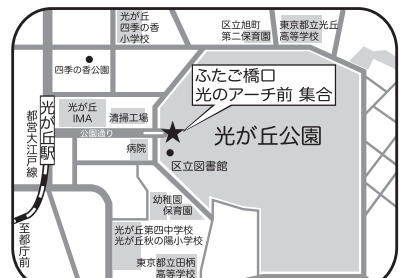 光が丘
四季の香
小学校
区立旭町
第二保育園
東京都立光丘
高等学校
四季の香公園
ふたご橋口
光のアーチ前 集合
光が丘
IMA
清掃工場
光が丘駅
都営大江戸線
公園通り
光が丘公園
病院
区立図書館
幼稚園
保育園
至都庁前
光が丘第四中学校
光が丘秋の陽小学校
東京都立田柄
高等学校